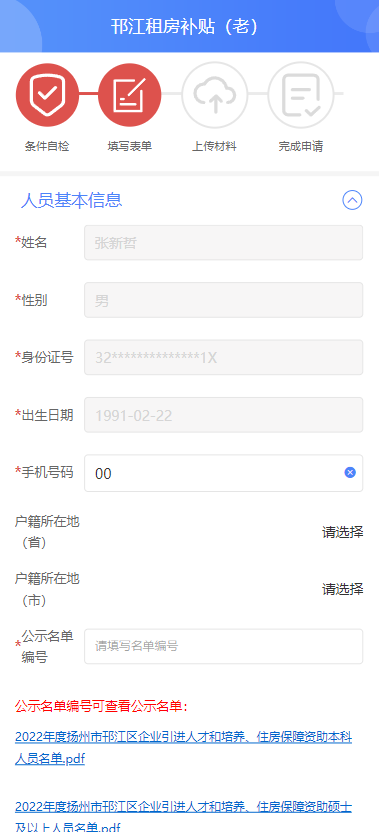 邗江租房补贴（老）
条件自检 填写表单 上传材料 完成申请
人员基本信息
*姓名 张新哲
*性别 男
*身份证号 32**************1X
*出生日期 1991-02-22
*手机号码 00
户籍所在地
（省） 请选择
户籍所在地
（市） 请选择
*公示名单
编号 请填写名单编号
公示名单编号可查看公示名单：
2022年度扬州市邗江区企业引进人才和培养、住房保障资助本科
人员名单.pdf
2022年度扬州市邗江区企业引进人才和培养、住房保障资助硕士
及以上人员名单.pdf